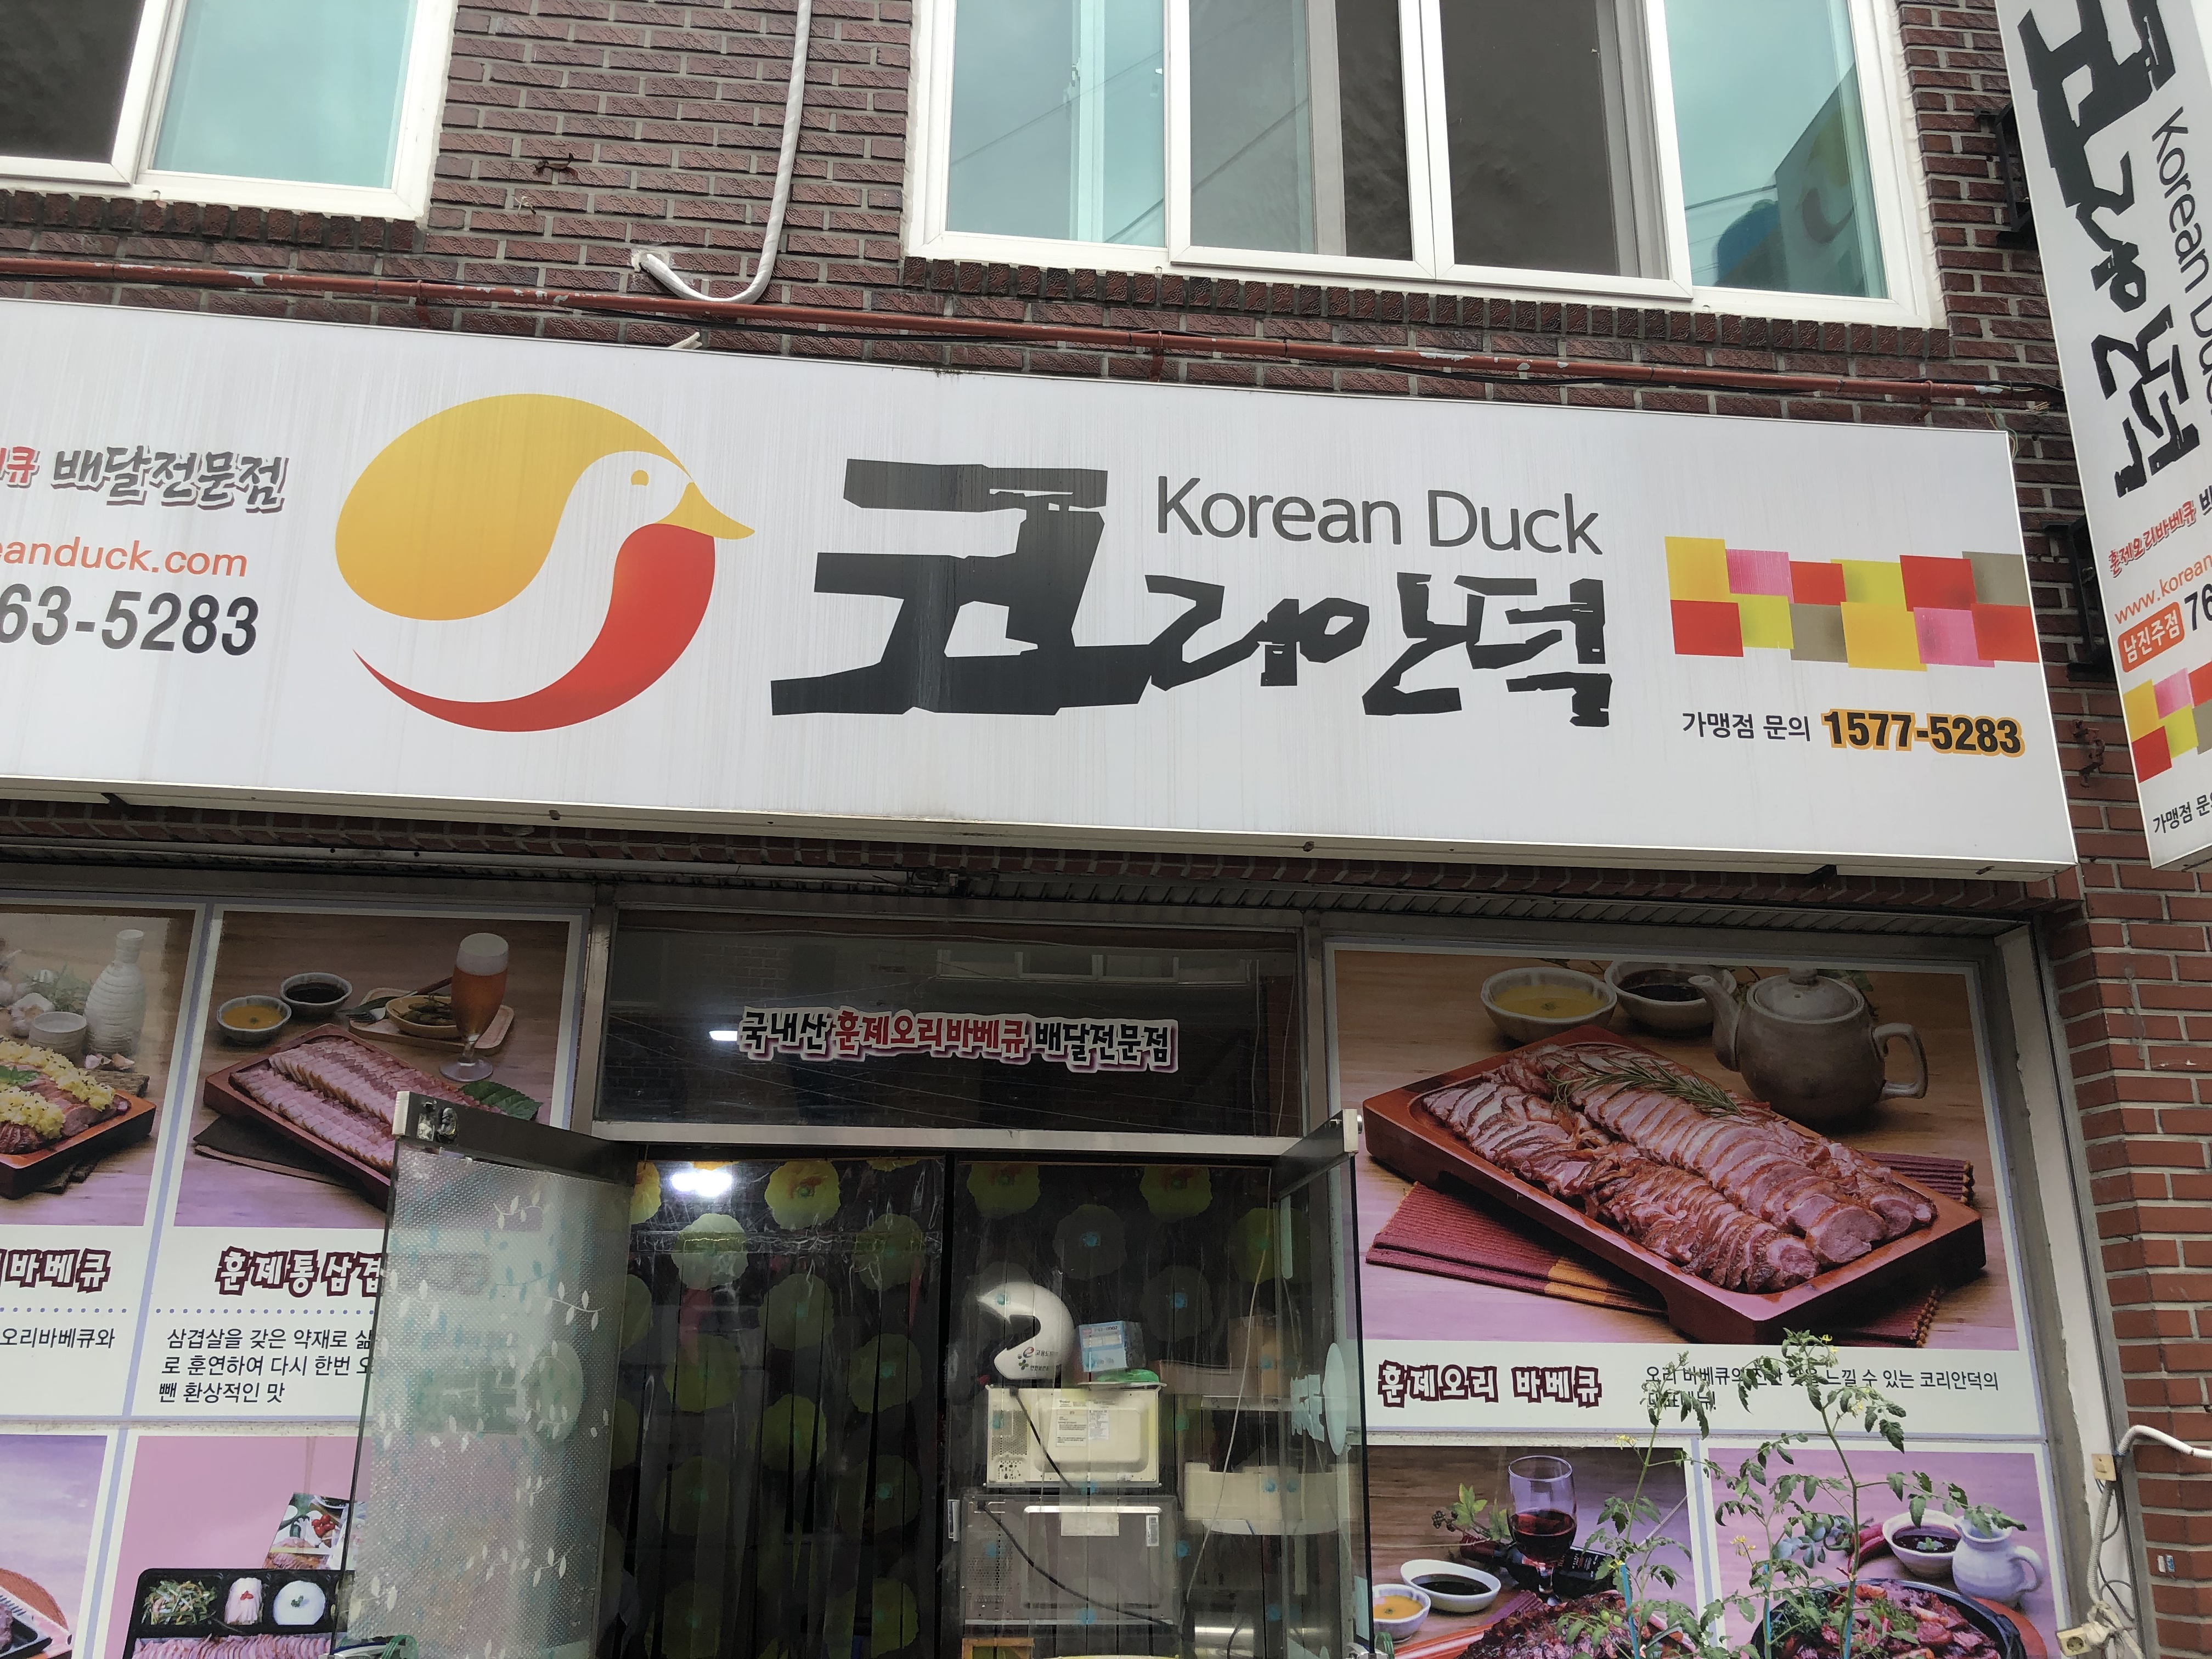 배달전문점
eanduck.com
63-5283
Korean Duck
코리안덕
가맹점 문의 1577-5283
코리안덕
Korean
훈제오리바베큐
www.korean
남진주점 76
가맹점 문의
국내산 훈제오리바베큐 배달전문점
바베큐
오리바베큐와
훈제통삼겹
삼겹살을 갖은 약재로
로 훈연하여 다시 한번
뺀 환상적인 맛
훈제오리 바베큐
오리 바베큐의 느낄 수 있는 코리안덕의